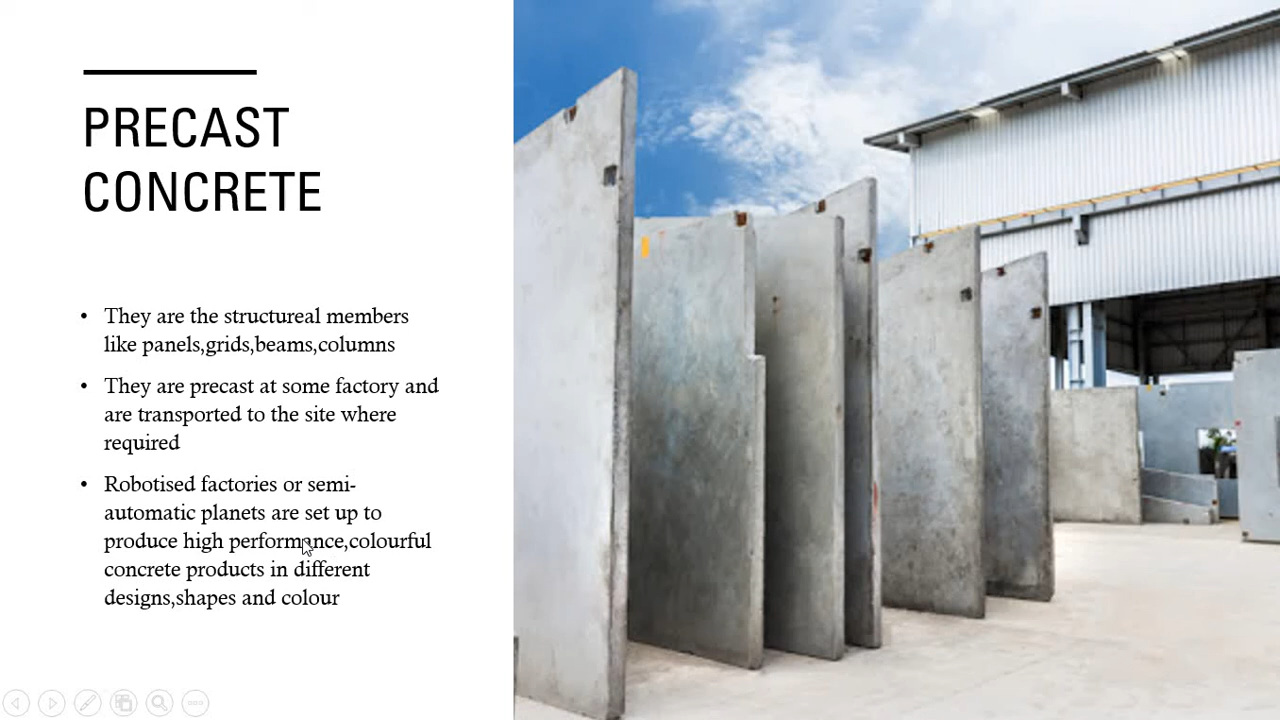 PRECAST
CONCRETE
• They are the structureal members
like panels,grids,beams,columns
• They are precast at some factory and
are transported to the site where
required
• Robotised factories or semi-
automatic planets are set up to
produce high performance,colourful
concrete products in different
designs,shapes and colour